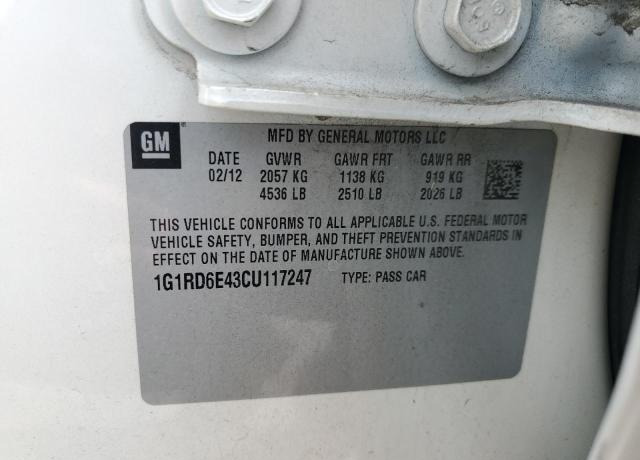 GM
MFD BY GENERAL MOTORS LLC
DATE GVWR GAWR FRT GAWR RR
02/12 2057 KG 1138 KG 919 KG
4536 LB 2510 LB 2026 LB
THIS VEHICLE CONFORMS TO ALL APPLICABLE U.S. FEDERAL MOTOR
VEHICLE SAFETY, BUMPER, AND THEFT PREVENTION STANDARDS IN
EFFECT ON THE DATE OF MANUFACTURE SHOWN ABOVE.
1G1RD6E43CU117247 TYPE: PASS CAR